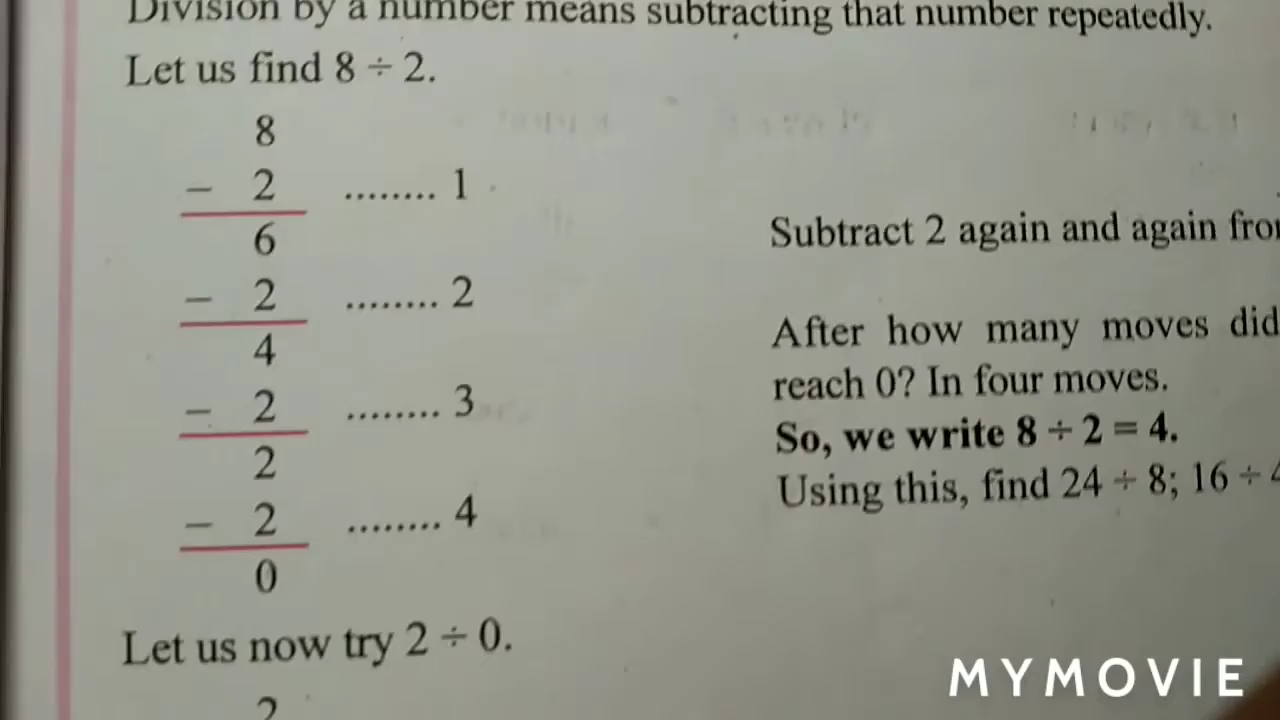 Division by a number means subtracting that number repeatedly.
Let us find 8 ÷ 2.
8
− 2 ........ 1
6
− 2 ........ 2
4
− 2 ........ 3
2
− 2 ........ 4
0
Subtract 2 again and again
After how many moves did
reach 0? In four moves.
So, we write 8 ÷ 2 = 4.
Using this, find 24 ÷ 8; 16 ÷
Let us now try 2 ÷ 0.
2
MYMOVIE